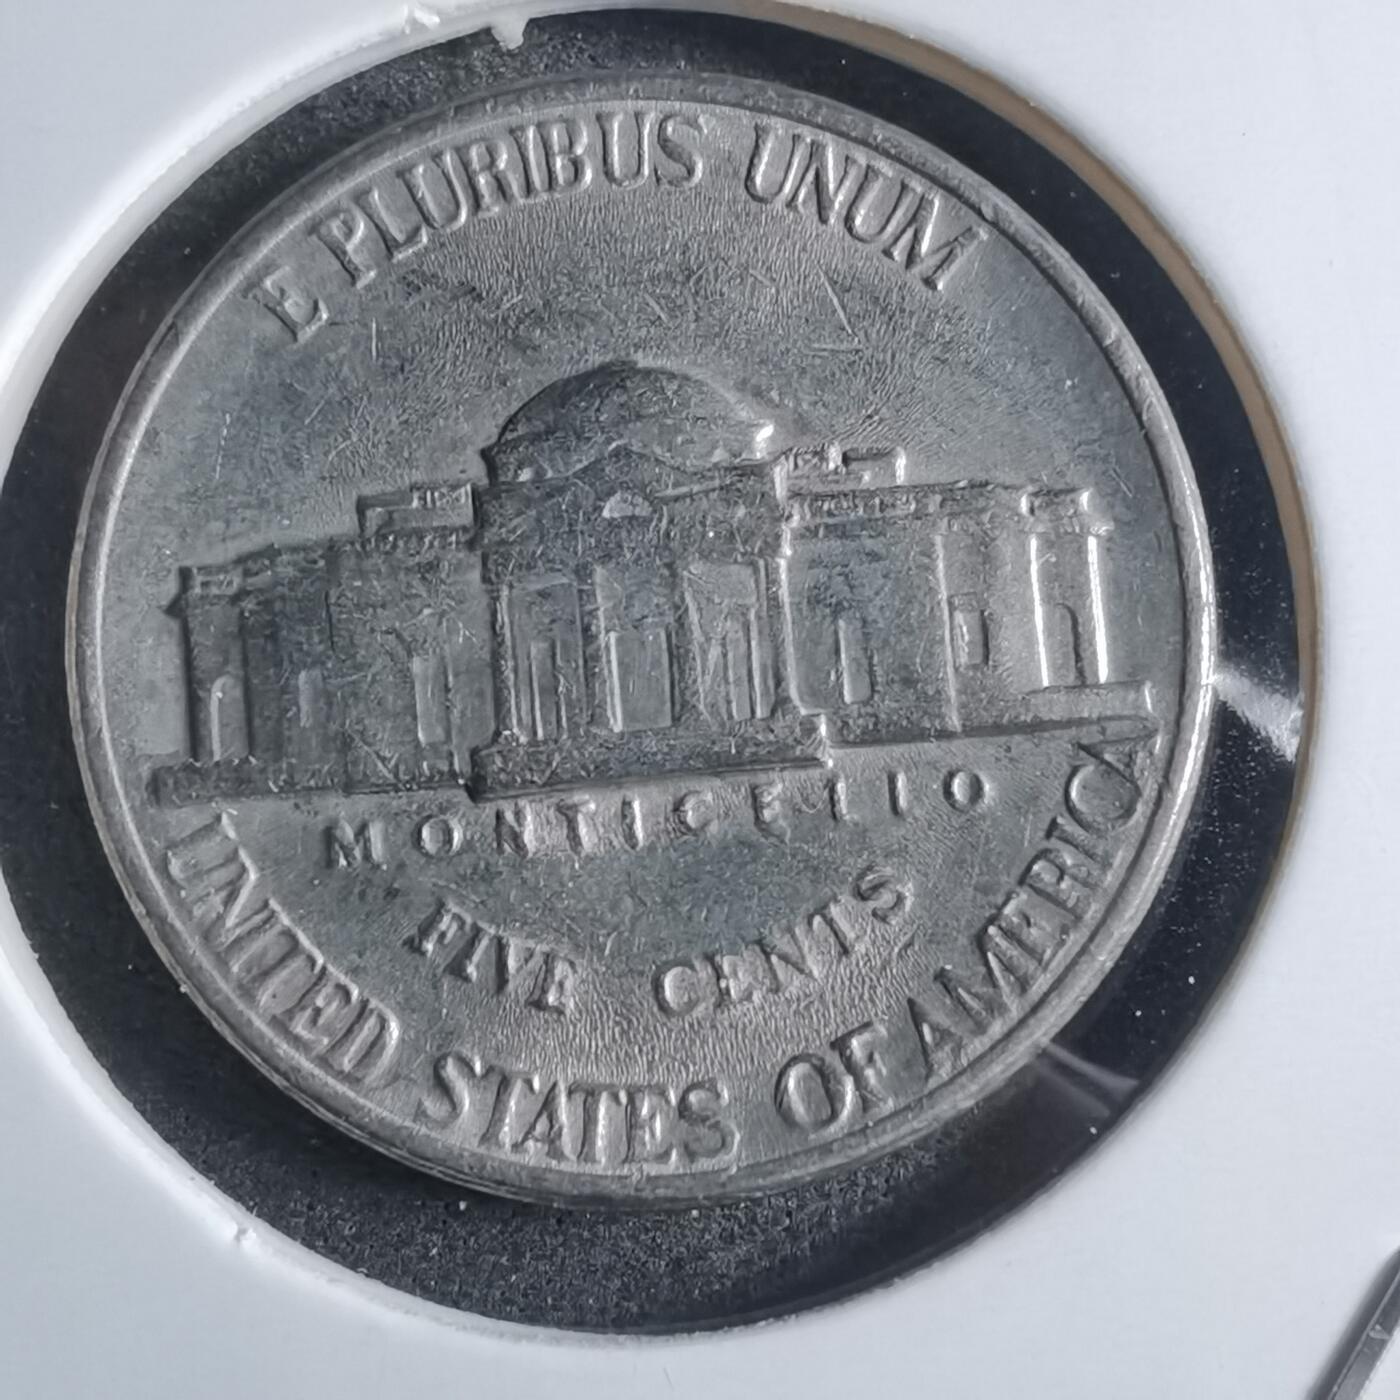 E PLURIBUS UNUM
MONTICELLO
FIVE CENTS
UNITED STATES OF AMERICA